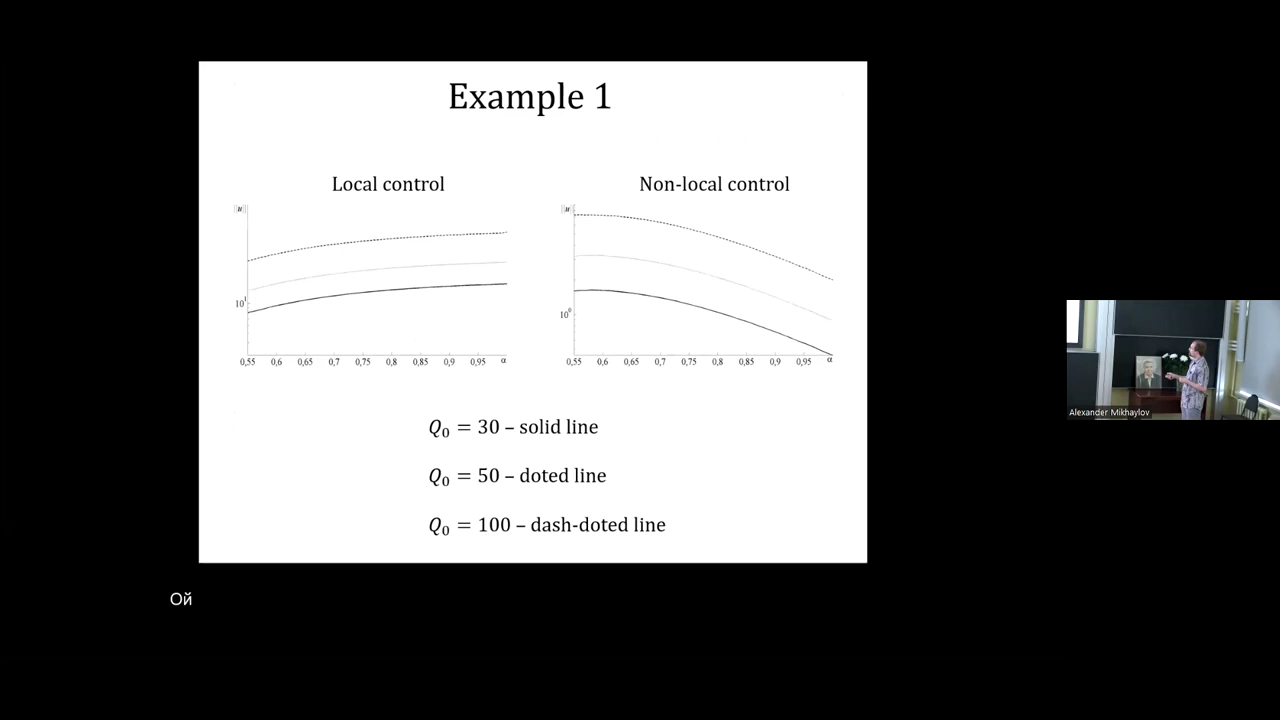 Example 1
Local control
Non-local control
||u||
10¹
0,55 0,6 0,65 0,7 0,75 0,8 0,85 0,9 0,95 α
||u||
10⁰
0,55 0,6 0,65 0,7 0,75 0,8 0,85 0,9 0,95 α
Q₀ = 30 – solid line
Q₀ = 50 – doted line
Q₀ = 100 – dash-doted line
Alexander Mikhaylov
Ой